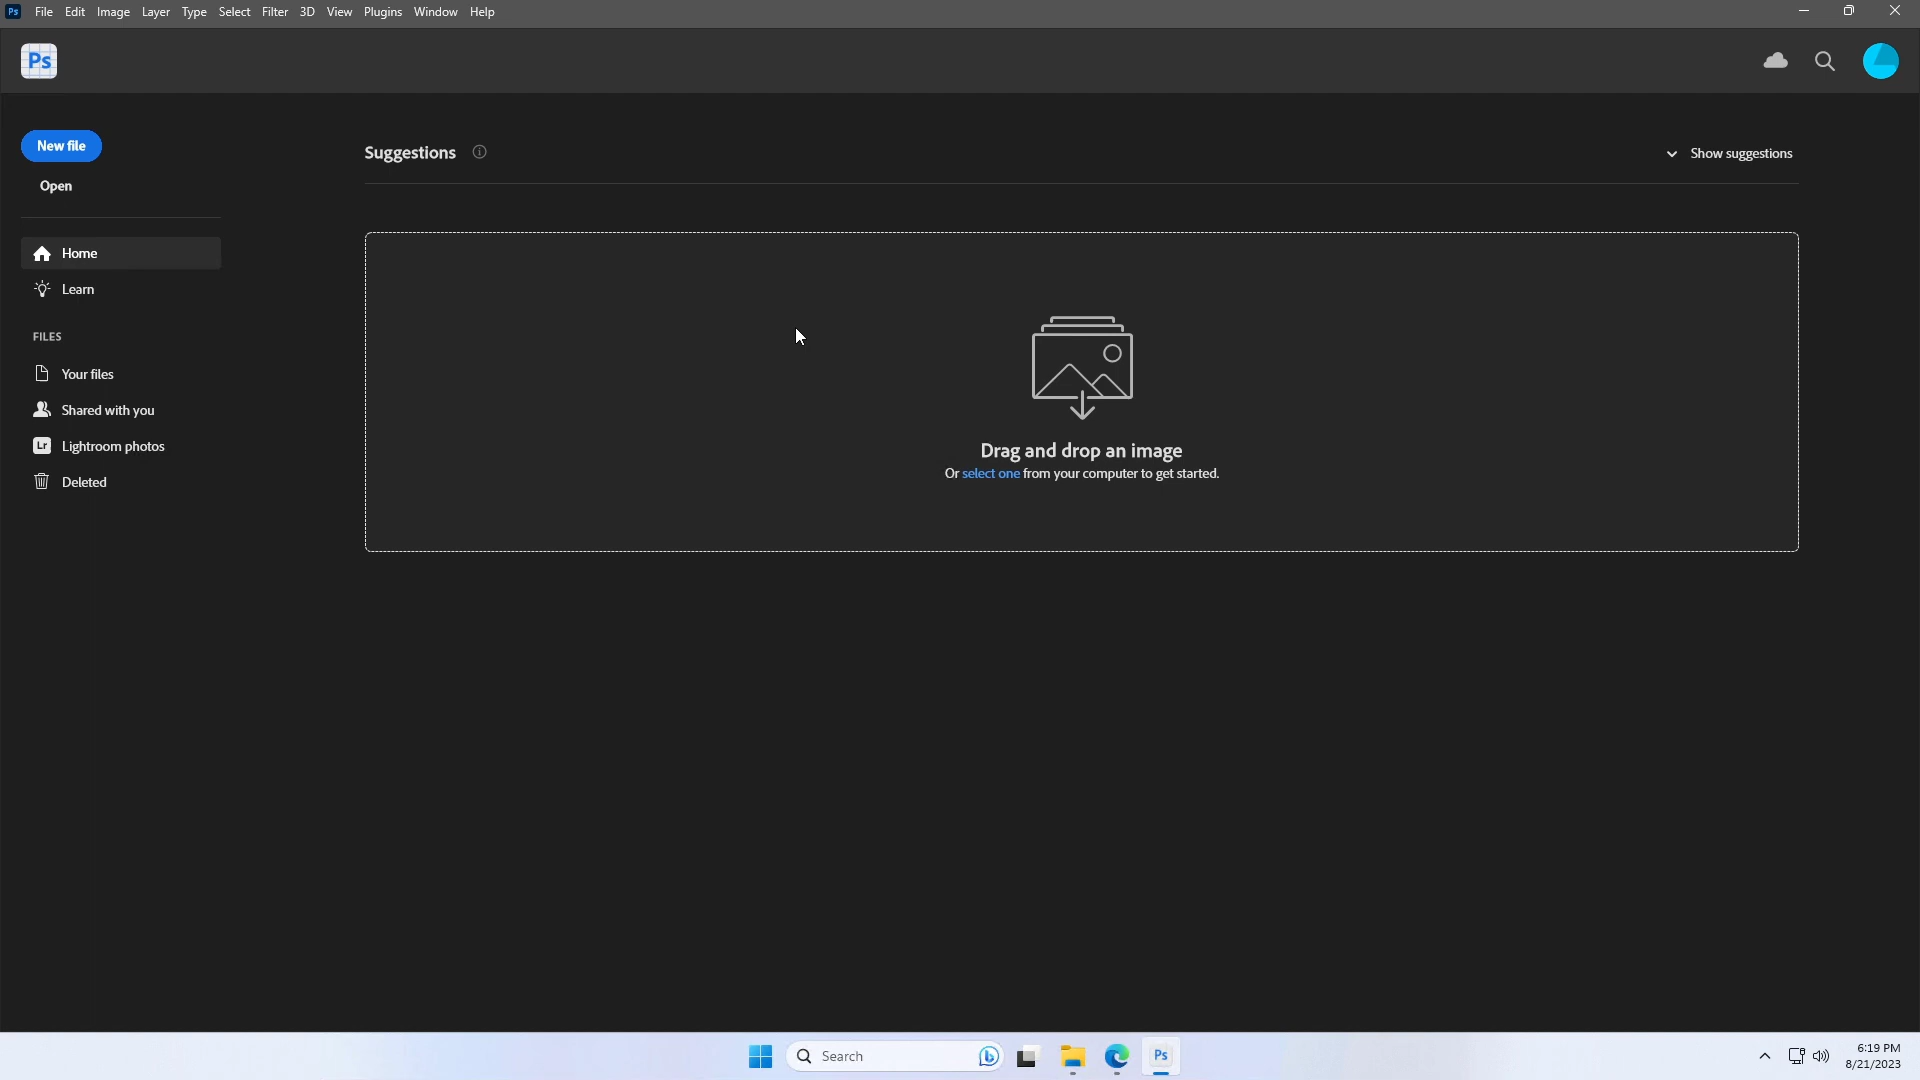 Ps File Edit Image Layer Type Select Filter 3D View Plugins Window Help
Ps
New file
Open
Home
Learn
FILES
Your files
Shared with you
Lr Lightroom photos
Deleted
Suggestions
Show suggestions
Drag and drop an image
Or select one from your computer to get started.
Search
Ps
6:19 PM
8/21/2023